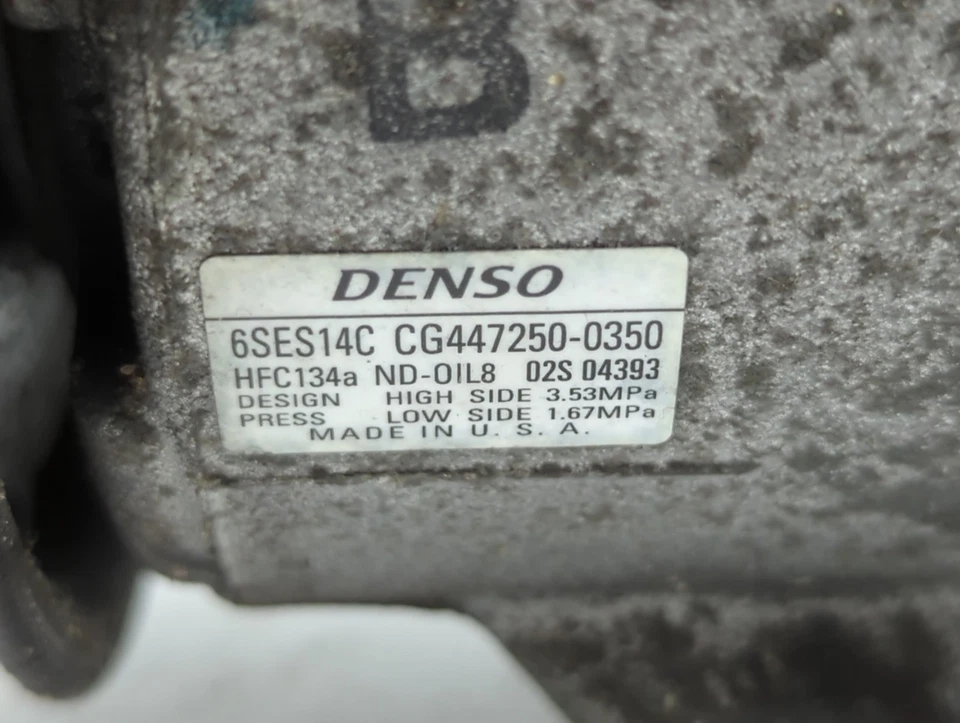 B
DENSO
6SES14C CG447250-0350
HFC134a ND-OIL8 02S 04393
DESIGN HIGH SIDE 3.53MPa
PRESS LOW SIDE 1.67MPa
MADE IN U. S. A.